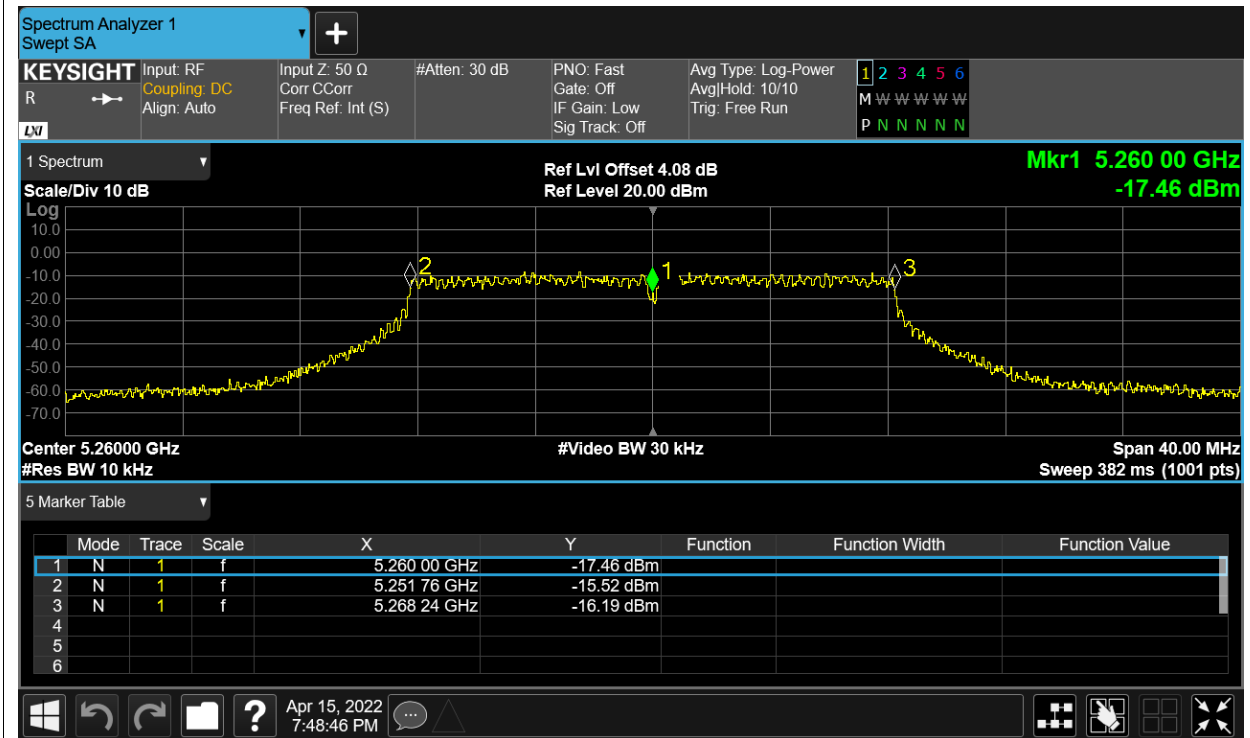 Spectrum Analyzer 1
Swept SA
+
KEYSIGHT Input: RF Input Z: 50 Ω #Atten: 30 dB PNO: Fast Avg Type: Log-Power 1 2 3 4 5 6
R Coupling: DC Corr CCorr Gate: Off Avg|Hold: 10/10 M W W W W W
Align: Auto Freq Ref: Int (S) IF Gain: Low Trig: Free Run
LXI Sig Track: Off P N N N N N
1 Spectrum
Ref Lvl Offset 4.08 dB Mkr1 5.260 00 GHz
Scale/Div 10 dB Ref Level 20.00 dBm -17.46 dBm
Log
10.0
0.00
-10.0
-20.0
-30.0
-40.0
-50.0
-60.0
-70.0
2 1 3
Center 5.26000 GHz #Video BW 30 kHz Span 40.00 MHz
#Res BW 10 kHz Sweep 382 ms (1001 pts)
5 Marker Table
Mode Trace Scale X Y Function Function Width Function Value
1 N 1 f 5.260 00 GHz -17.46 dBm
2 N 1 f 5.251 76 GHz -15.52 dBm
3 N 1 f 5.268 24 GHz -16.19 dBm
4
5
6
? Apr 15, 2022
7:48:46 PM